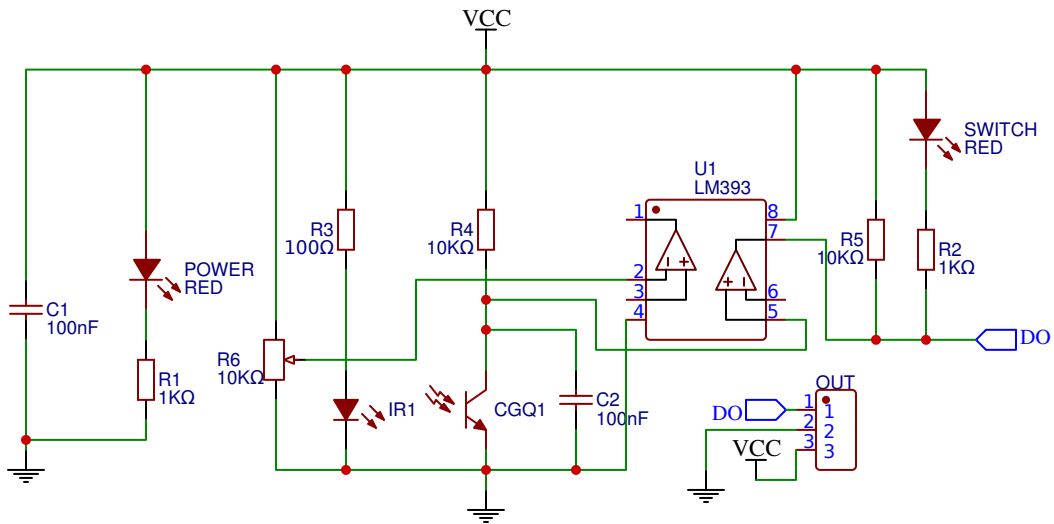 VCC
SWITCH
RED
U1
LM393
1
8
7
2
3
4
6
5
R3
100Ω
R4
10KΩ
R5
10KΩ
R2
1KΩ
POWER
RED
C1
100nF
R6
10KΩ
R1
1KΩ
IR1
CGQ1
C2
100nF
DO
OUT
DO
1
1
2
2
3
3
VCC